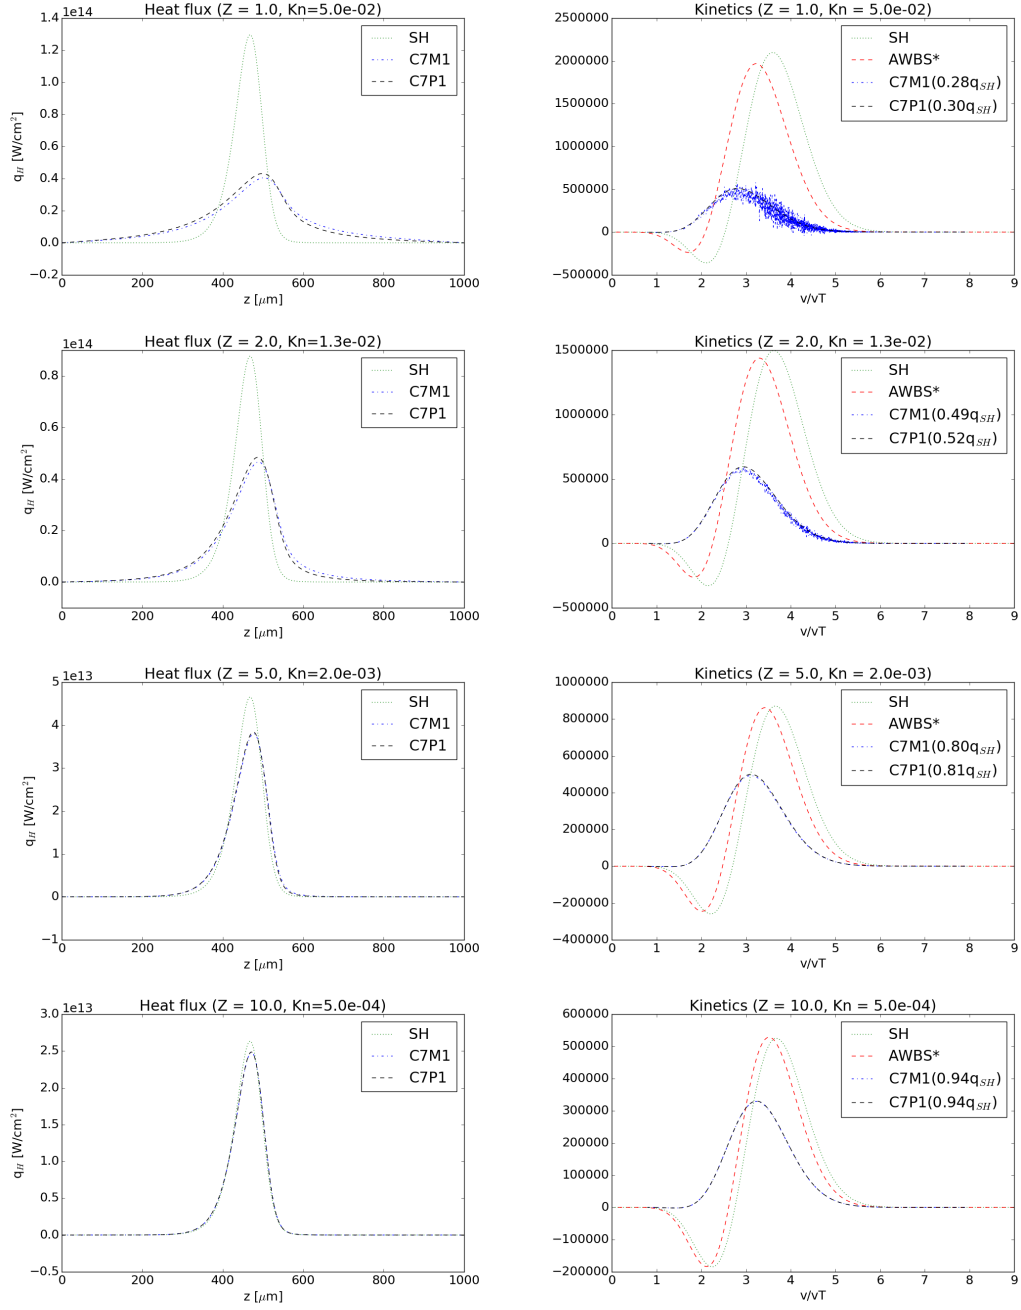 Heat flux (Z = 1.0, Kn=5.0e-02)
1e14
1.4
1.2
1.0
0.8
0.6
0.4
0.2
0.0
−0.2
0 200 400 600 800 1000
q_H [W/cm²]
z [μm]
SH
C7M1
C7P1
Kinetics (Z = 1.0, Kn = 5.0e-02)
2500000
2000000
1500000
1000000
500000
0
−500000
0 1 2 3 4 5 6 7 8 9
v/vT
SH
AWBS*
C7M1(0.28q_SH)
C7P1(0.30q_SH)
Heat flux (Z = 2.0, Kn=1.3e-02)
1e14
0.8
0.6
0.4
0.2
0.0
0 200 400 600 800 1000
q_H [W/cm²]
z [μm]
SH
C7M1
C7P1
Kinetics (Z = 2.0, Kn = 1.3e-02)
1500000
1000000
500000
0
−500000
0 1 2 3 4 5 6 7 8 9
v/vT
SH
AWBS*
C7M1(0.49q_SH)
C7P1(0.52q_SH)
Heat flux (Z = 5.0, Kn=2.0e-03)
1e13
5
4
3
2
1
0
−1
0 200 400 600 800 1000
q_H [W/cm²]
z [μm]
SH
C7M1
C7P1
Kinetics (Z = 5.0, Kn = 2.0e-03)
1000000
800000
600000
400000
200000
0
−200000
−400000
0 1 2 3 4 5 6 7 8 9
v/vT
SH
AWBS*
C7M1(0.80q_SH)
C7P1(0.81q_SH)
Heat flux (Z = 10.0, Kn=5.0e-04)
1e13
3.0
2.5
2.0
1.5
1.0
0.5
0.0
−0.5
0 200 400 600 800 1000
q_H [W/cm²]
z [μm]
SH
C7M1
C7P1
Kinetics (Z = 10.0, Kn = 5.0e-04)
600000
500000
400000
300000
200000
100000
0
−100000
−200000
0 1 2 3 4 5 6 7 8 9
v/vT
SH
AWBS*
C7M1(0.94q_SH)
C7P1(0.94q_SH)